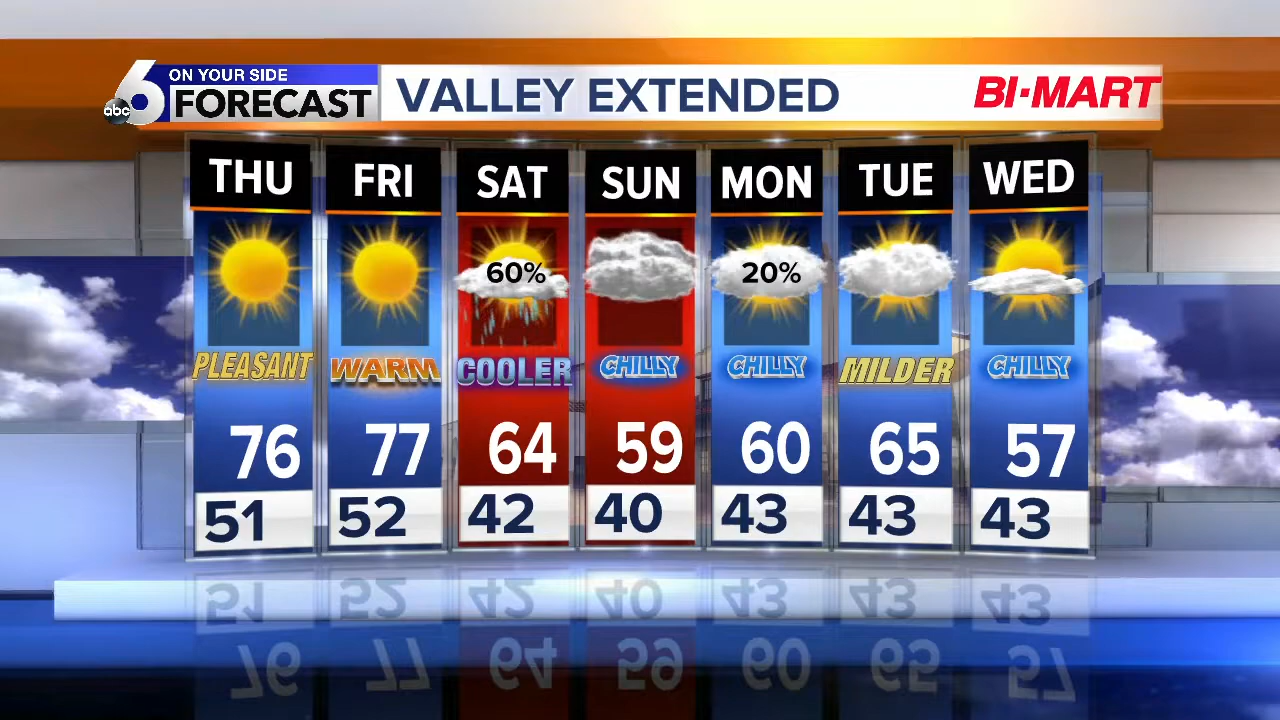 abc 6 ON YOUR SIDE
FORECAST
VALLEY EXTENDED
BI-MART
THU FRI SAT SUN MON TUE WED
60% 20%
PLEASANT WARM COOLER CHILLY CHILLY MILDER CHILLY
76 77 64 59 60 65 57
51 52 42 40 43 43 43